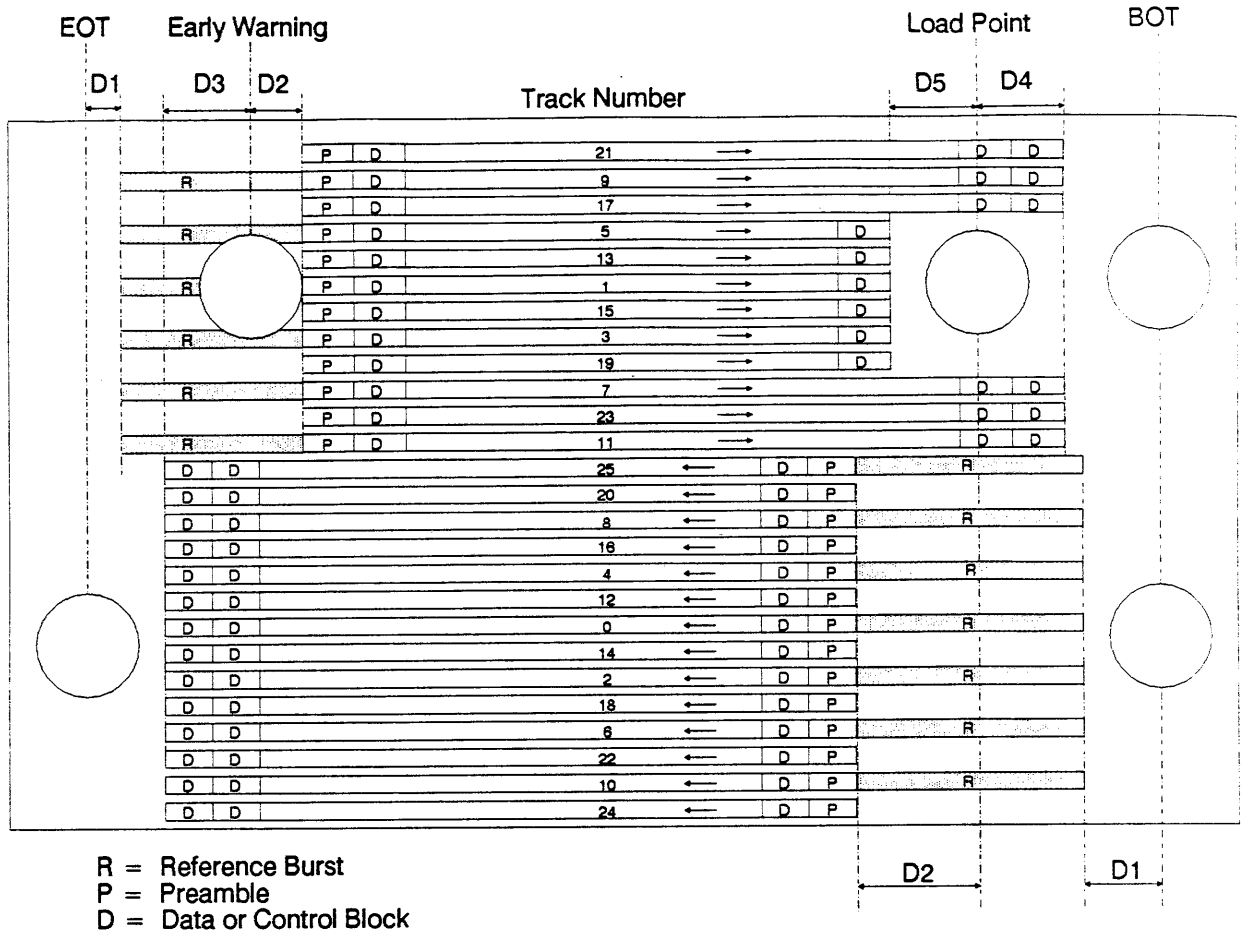 EOT Early Warning Load Point BOT
D1 D3 D2 D5 D4
Track Number
P D 21 D D
R P D 9 D D
P D 17 D D
R P D 5 D
P D 13 D
R P D 1 D
P D 15 D
R P D 3 D
P D 19 D
R P D 7 D D
P D 23 D D
R P D 11 D D
D D 25 D P R
D D 20 D P
D D 8 D P R
D D 16 D P
D D 4 D P R
D D 12 D P
D D 0 D P R
D D 14 D P
D D 2 D P R
D D 18 D P
D D 6 D P R
D D 22 D P
D D 10 D P R
D D 24 D P
D2 D1
R = Reference Burst
P = Preamble
D = Data or Control Block